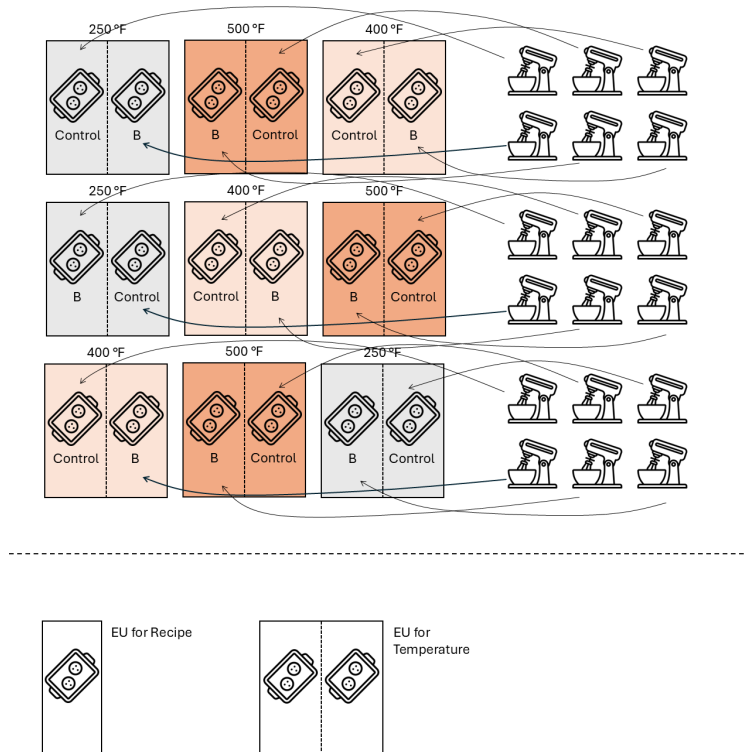 250 ºF 500 ºF 400 ºF
Control B B Control Control B
250 ºF 400 ºF 500 ºF
B Control Control B B Control
400 ºF 500 ºF 250 ºF
Control B B Control B Control
EU for Recipe
EU for
Temperature